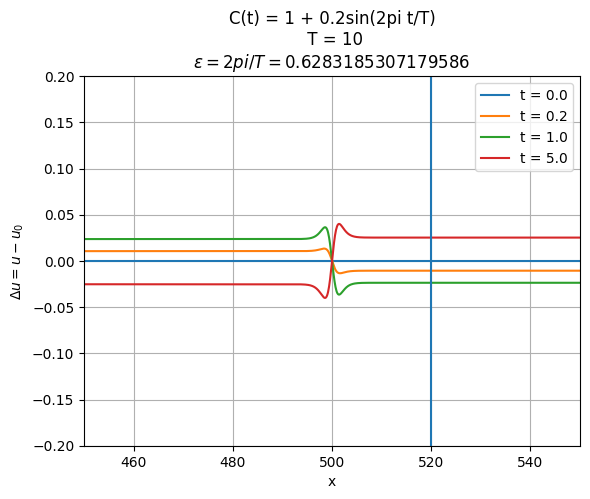 C(t) = 1 + 0.2sin(2pi t/T)
T = 10
ε = 2pi/T = 0.6283185307179586
0.20
0.15
0.10
0.05
0.00
−0.05
−0.10
−0.15
−0.20
Δu = u − u₀
t = 0.0
t = 0.2
t = 1.0
t = 5.0
460
480
500
520
540
x